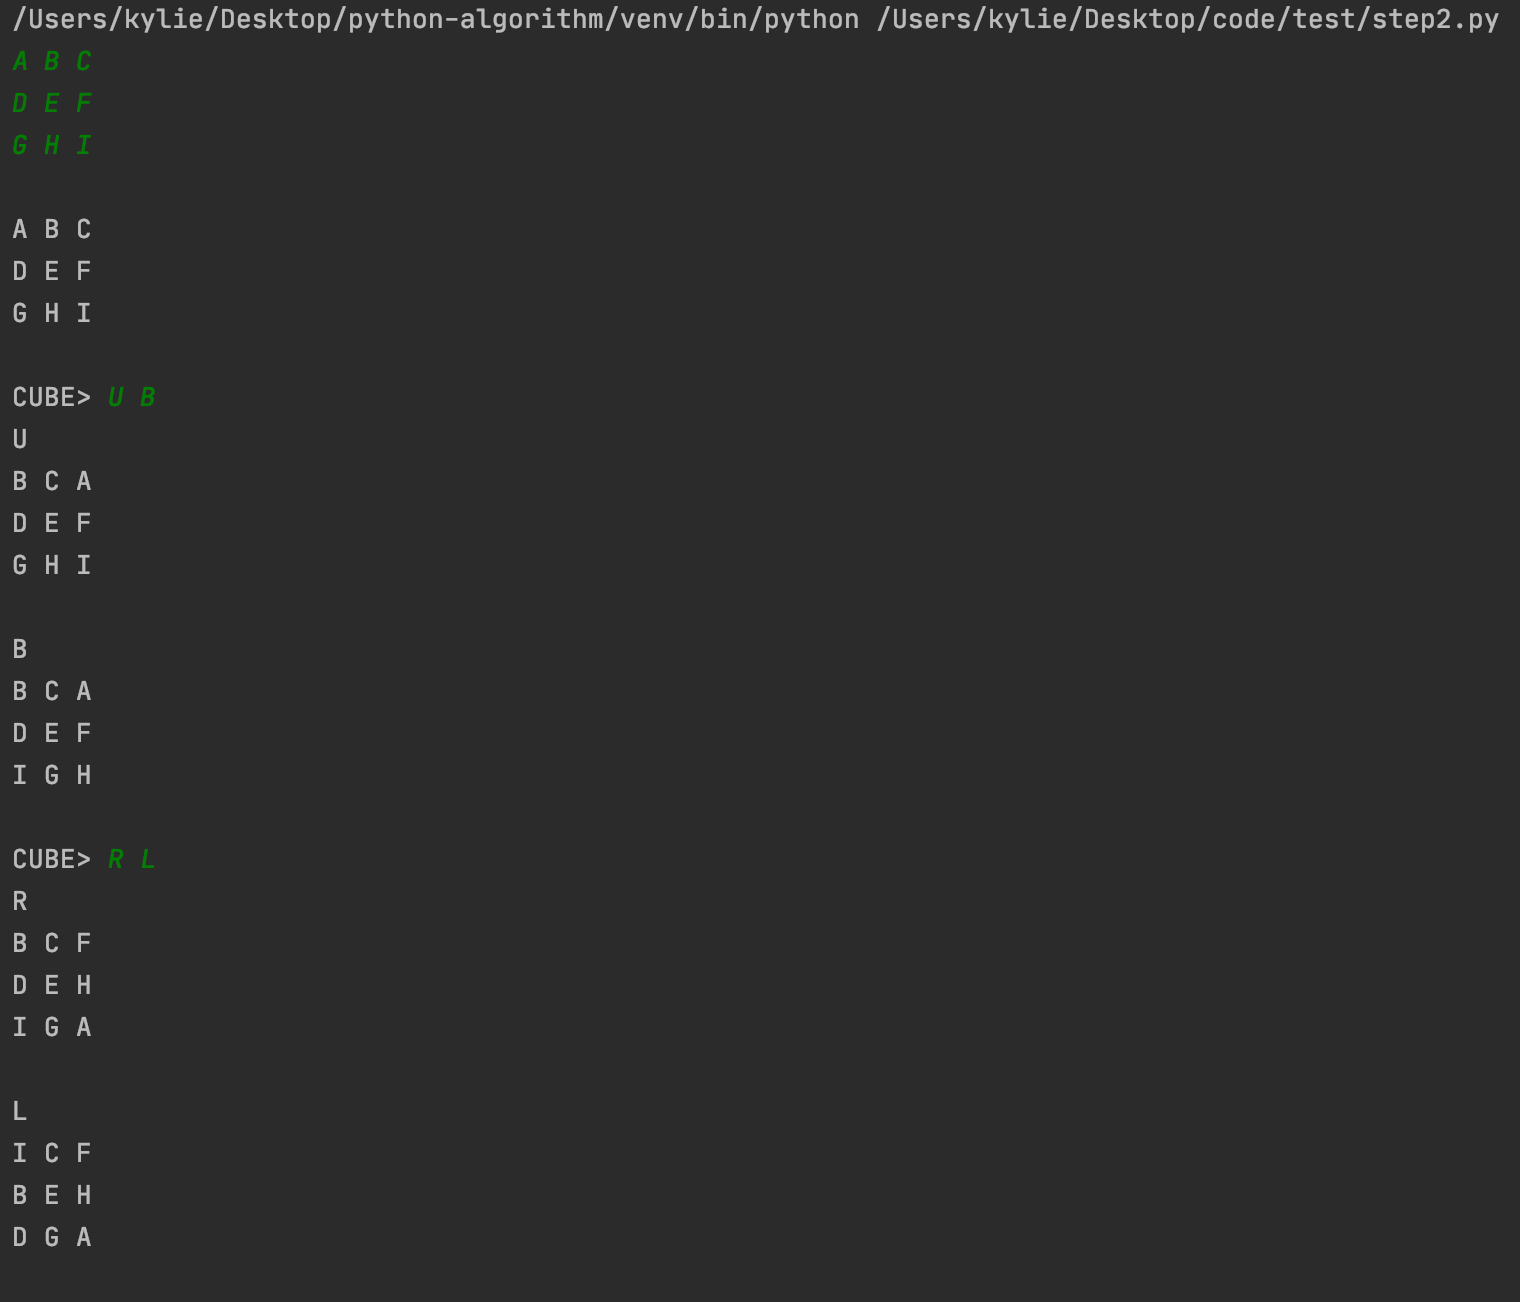 /Users/kylie/Desktop/python-algorithm/venv/bin/python /Users/kylie/Desktop/code/test/step2.py
A B C
D E F
G H I
A B C
D E F
G H I
CUBE> U B
U
B C A
D E F
G H I
B
B C A
D E F
I G H
CUBE> R L
R
B C F
D E H
I G A
L
I C F
B E H
D G A